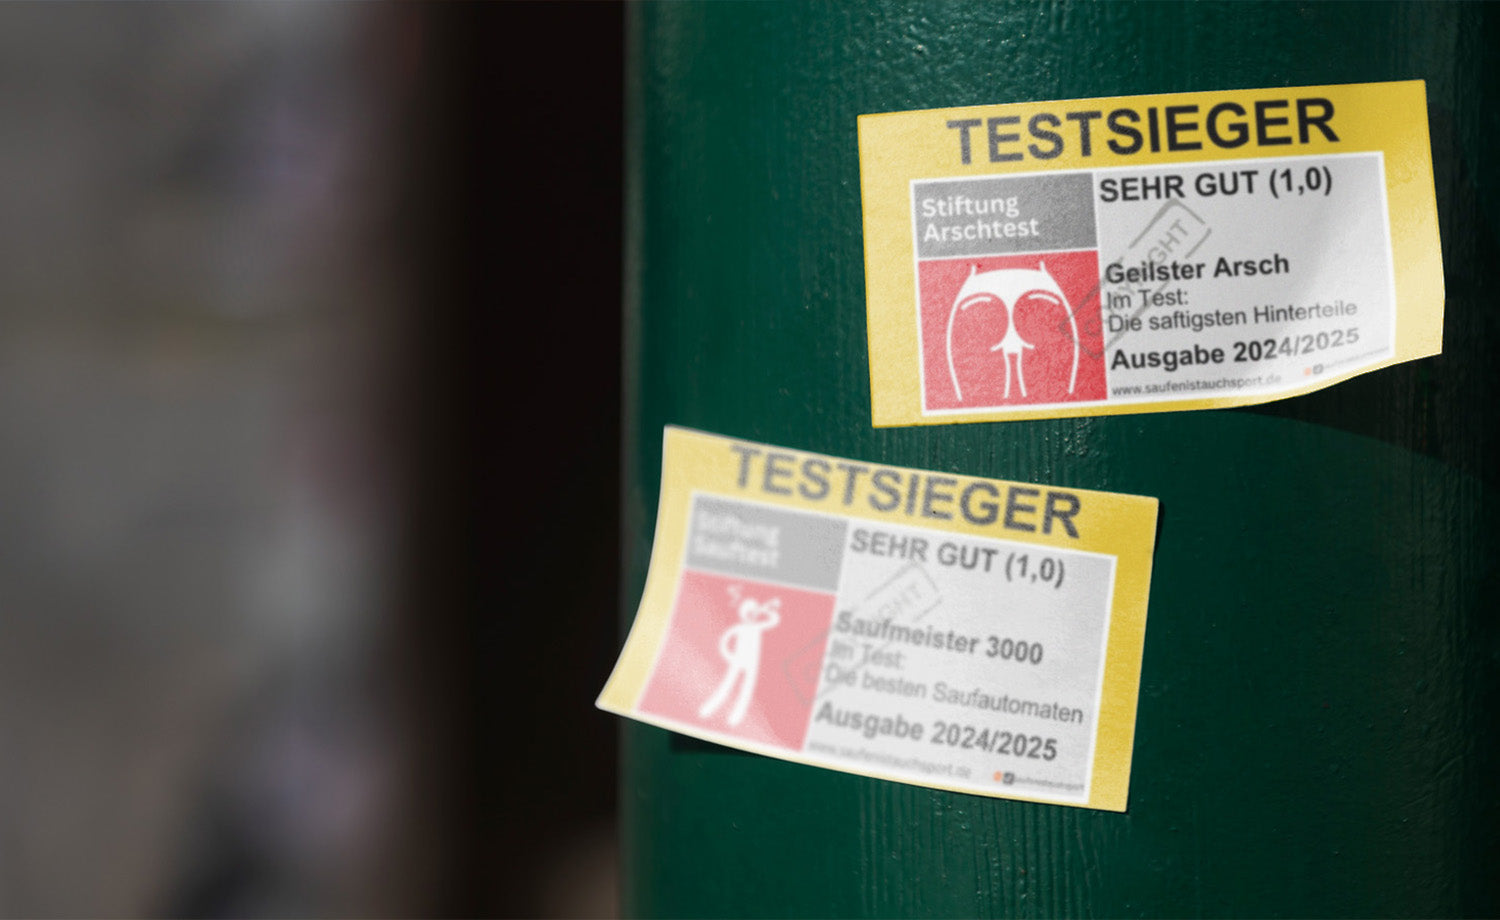 TESTSIEGER
Stiftung
Arschtest
SEHR GUT (1,0)
Geilster Arsch
Im Test:
Die saftigsten Hinterteile
Ausgabe 2024/2025
www.saufenistauchsport.de
TESTSIEGER
Stiftung
Sauftest
SEHR GUT (1,0)
Saufmeister 3000
Im Test:
Die besten Saufautomaten
Ausgabe 2024/2025
www.saufenistauchsport.de